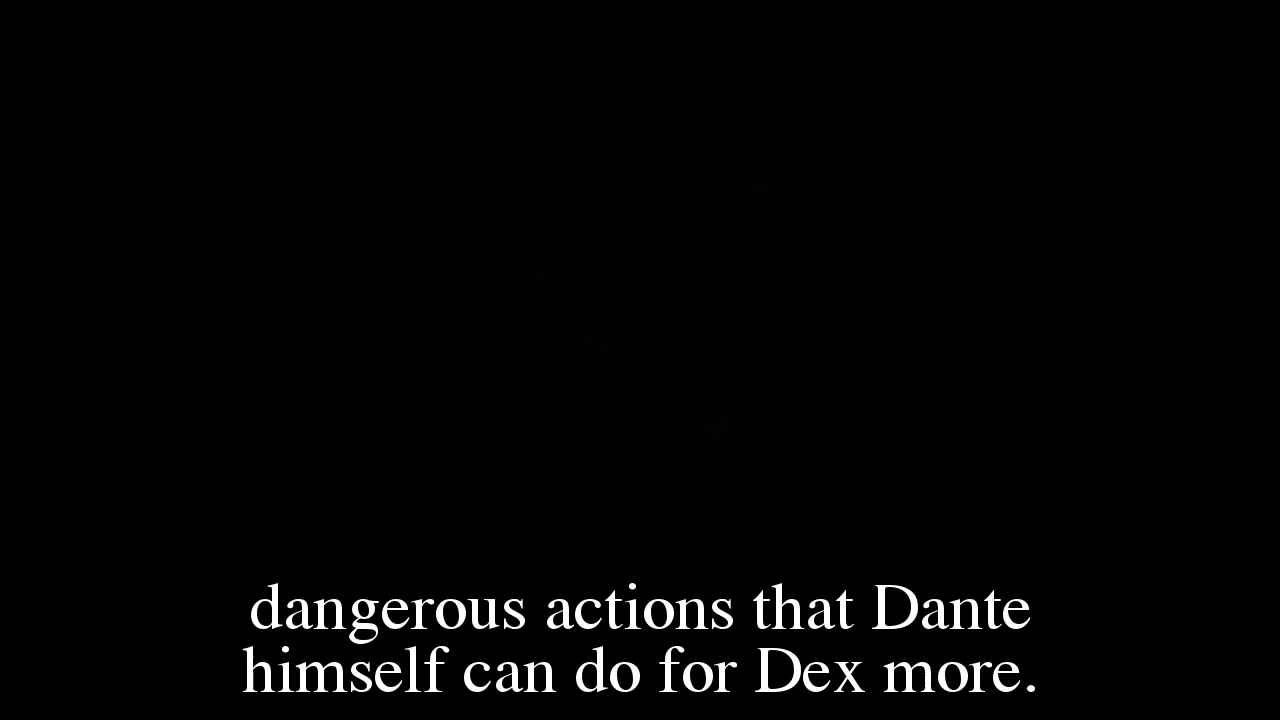 dangerous actions that Dante
himself can do for Dex more.